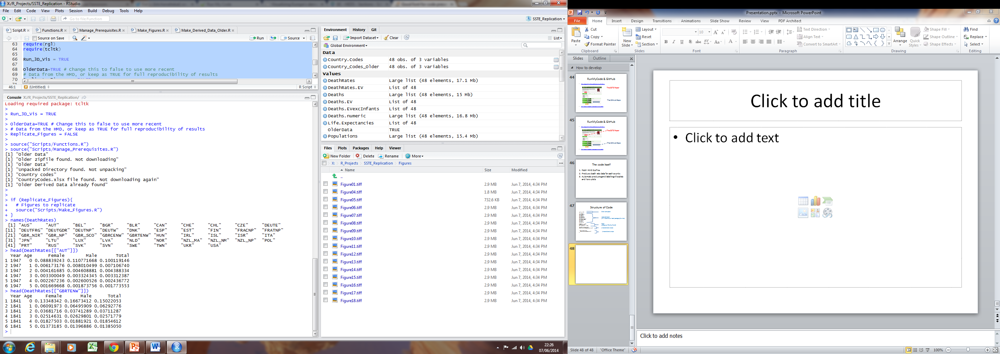 X:/R_Projects/SSTE_Replication - RStudio
File Edit Code View Plots Session Build Debug Tools Help
Go to file/function
SSTE_Replication
Script.R Functions.R Manage_Prerequisites.R Make_Figures.R Make_Derived_Data_Older.R
Source on Save Run Source
63 require(rgl)
64 require(tcltk)
65
66 Run_3D_Vis = TRUE
67
68 OlderData=TRUE # Change this to false to use more recent
69 # Data from the HMD, or keep as TRUE for full reproducibility of results
70
46:1 (Untitled) R Script
Console X:/R_Projects/SSTE_Replication/
Loading required package: tcltk
>
> Run_3D_Vis = TRUE
>
> OlderData=TRUE # Change this to false to use more recent
> # Data from the HMD, or keep as TRUE for full reproducibility of results
> Replicate_Figures = FALSE
>
> source("Scripts/Functions.R")
> source("Scripts/Manage_Prerequisites.R")
[1] "Older Data"
[1] "Older zipfile found. Not downloading"
[1] "Older Data"
[1] "Unpacked Directory found. Not unpacking"
[1] "Country codes"
[1] "CountryCodes.xlsx file found. Not downloading again"
[1] "Older Derived Data already found"
>
>
> if (Replicate_Figures){
+ # Figures to replicate
+ source("Scripts/Make_Figures.R")
+ }
> names(DeathRates)
[1] "AUS" "AUT" "BEL" "BGR" "BLR" "CAN" "CHE" "CHL" "CZE" "DEUTE"
[11] "DEUTFRG" "DEUTGDR" "DEUTNP" "DEUTW" "DNK" "ESP" "EST" "FIN" "FRACNP" "FRATNP"
[21] "GBR_NIR" "GBR_NP" "GBR_SCO" "GBRCENW" "GBRTENW" "HUN" "IRL" "ISL" "ISR" "ITA"
[31] "JPN" "LTU" "LUX" "LVA" "NLD" "NOR" "NZL_MA" "NZL_NM" "NZL_NP" "POL"
[41] "PRT" "RUS" "SVK" "SVN" "SWE" "TWN" "UKR" "USA"
> head(DeathRates[["AUT"]])
Year Age Female Male Total
1 1947 0 0.088839243 0.110771668 0.100119146
2 1947 1 0.006173176 0.008010499 0.007106740
3 1947 2 0.004161685 0.004608881 0.004388334
4 1947 3 0.003300049 0.003324345 0.003312387
5 1947 4 0.002267236 0.002600526 0.002436772
6 1947 5 0.001669668 0.001873756 0.001773553
> head(DeathRates[["GBRTENW"]])
Year Age Female Male Total
1 1841 0 0.13348342 0.16673412 0.15022053
2 1841 1 0.06091973 0.06495909 0.06292776
3 1841 2 0.03681716 0.03741289 0.03711287
4 1841 3 0.02514631 0.02629801 0.02571779
5 1841 4 0.01827503 0.01881921 0.01854612
6 1841 5 0.01373185 0.01396886 0.01385050
>
Environment History Git
Import Dataset Clear List
Global Environment
Data
Country.Codes 48 obs. of 3 variables
Country_Codes_Older 48 obs. of 3 variables
Values
DeathRates Large list (48 elements, 17.1 Mb)
DeathRates.EV List of 48
Deaths Large list (48 elements, 15 Mb)
Deaths.EV List of 48
Deaths.EVexcInfants List of 48
Deaths.numeric Large list (48 elements, 16.8 Mb)
Life.Expectancies List of 48
OlderData TRUE
Populations Large list (48 elements, 15.4 Mb)
Files Plots Packages Help Viewer
New Folder Delete Rename More
X: R_Projects SSTE_Replication Figures
Name Size Modified
..
Figure01.tiff 2.9 MB Jun 7, 2014, 4:34 PM
Figure04.tiff 1.8 MB Jun 7, 2014, 4:34 PM
Figure05.tiff 732.6 KB Jun 7, 2014, 4:34 PM
Figure06.tiff 2.9 MB Jun 7, 2014, 4:34 PM
Figure07.tiff 2.9 MB Jun 7, 2014, 4:34 PM
Figure08.tiff 2.9 MB Jun 7, 2014, 4:34 PM
Figure09.tiff 2.9 MB Jun 7, 2014, 4:34 PM
Figure10.tiff 2.9 MB Jun 7, 2014, 4:34 PM
Figure11.tiff 2.9 MB Jun 7, 2014, 4:34 PM
Figure12.tiff 2.9 MB Jun 7, 2014, 4:34 PM
Figure13.tiff 2.9 MB Jun 7, 2014, 4:34 PM
Figure14.tiff 2.9 MB Jun 7, 2014, 4:34 PM
Figure15.tiff 2.9 MB Jun 7, 2014, 4:34 PM
Figure16.tiff 2.9 MB Jun 7, 2014, 4:34 PM
Figure17.tiff 2.9 MB Jun 7, 2014, 4:34 PM
Figure18.tiff 2.9 MB Jun 7, 2014, 4:34 PM
22:26
07/06/2014
Presentation.pptx - Microsoft PowerPoint
File Home Insert Design Transitions Animations Slide Show Review View PDF Architect
Paste Cut Copy Format Painter
Clipboard
New Slide Layout Reset Section
Slides
10
B I U S abc AV Aa A
Font
Text Direction Align Text Convert to SmartArt
Paragraph
Arrange Quick Styles Shape Fill Shape Outline Shape Effects
Drawing
Find Replace Select
Editing
Slides Outline
How to develop
44 RunMyCode & GitHub
The SSTE Paper
The GitHub Repo
45 RunMyCode & GitHub
The SSTE Paper
The GitHub Repo
46 The code itself
1. Fetch HMD zipfiles
2. Produce death rate data for each country
3. Automate producing and labelling of coplots and lexis plots
47 Structure of Code
48
Click to add title
• Click to add text
Click to add notes
Slide 48 of 48 "Office Theme" 100%